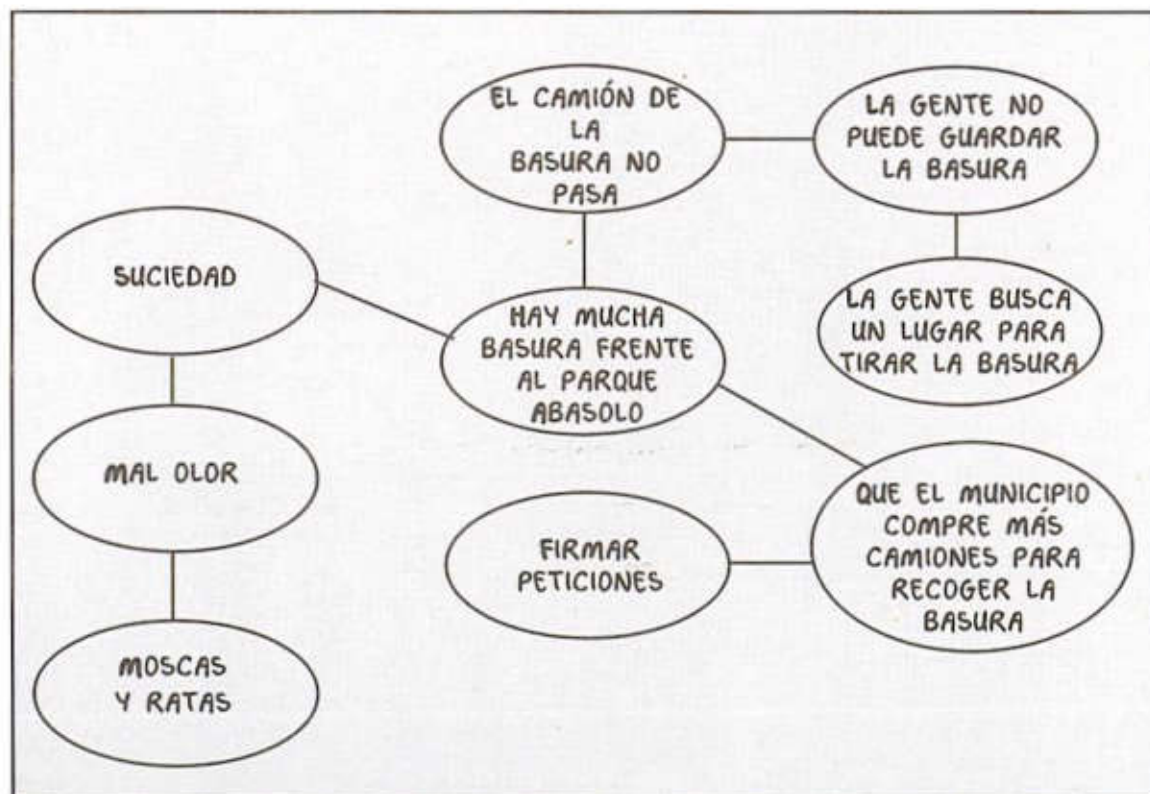 EL CAMIÓN DE
LA
BASURA NO
PASA
LA GENTE NO
PUEDE GUARDAR
LA BASURA
SUCIEDAD
HAY MUCHA
BASURA FRENTE
AL PARQUE
ABASOLO
LA GENTE BUSCA
UN LUGAR PARA
TIRAR LA BASURA
MAL OLOR
QUE EL MUNICIPIO
COMPRE MÁS
CAMIONES PARA
RECOGER LA
BASURA
FIRMAR
PETICIONES
MOSCAS
Y RATAS